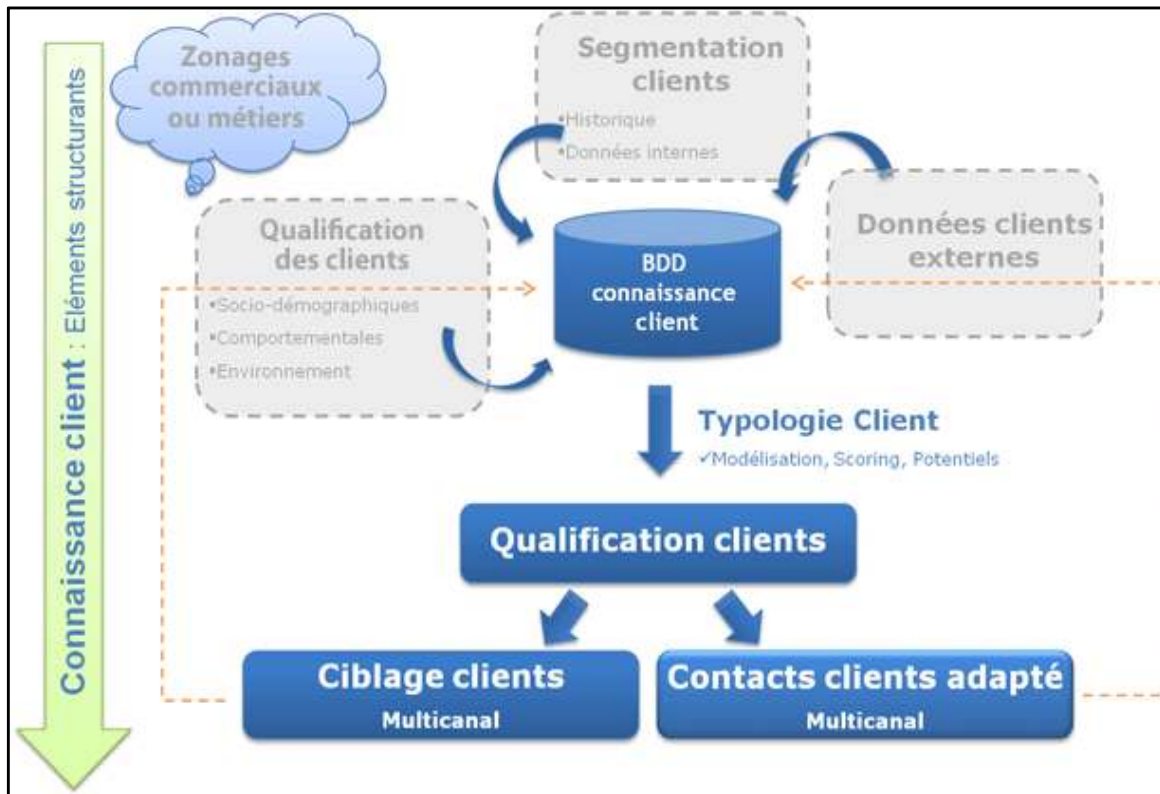 Connaissance client : Eléments structurants
Zonages
commerciaux
ou métiers
Segmentation
clients
•Historique
•Données internes
Qualification
des clients
•Socio-démographiques
•Comportementales
•Environnement
Données clients
externes
BDD
connaissance
client
Typologie Client
✓Modélisation, Scoring, Potentiels
Qualification clients
Ciblage clients
Multicanal
Contacts clients adapté
Multicanal